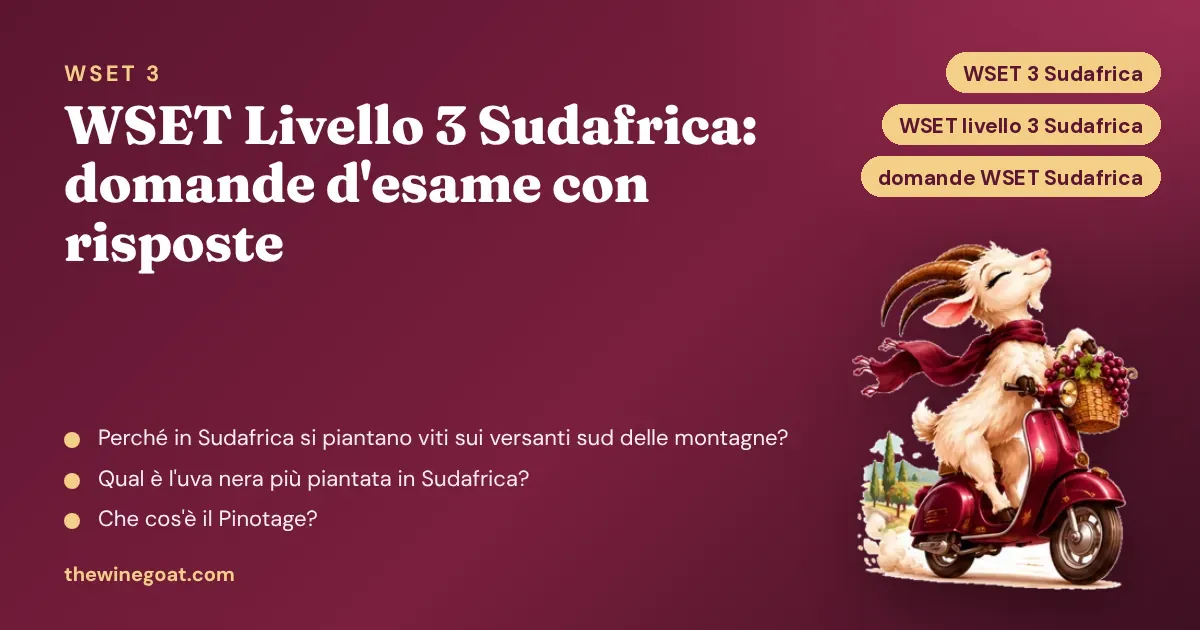 WSET 3
WSET Livello 3 Sudafrica:
domande d'esame con
risposte
WSET 3 Sudafrica
WSET livello 3 Sudafrica
domande WSET Sudafrica
Perché in Sudafrica si piantano viti sui versanti sud delle montagne?
Qual è l'uva nera più piantata in Sudafrica?
Che cos'è il Pinotage?
thewinegoat.com